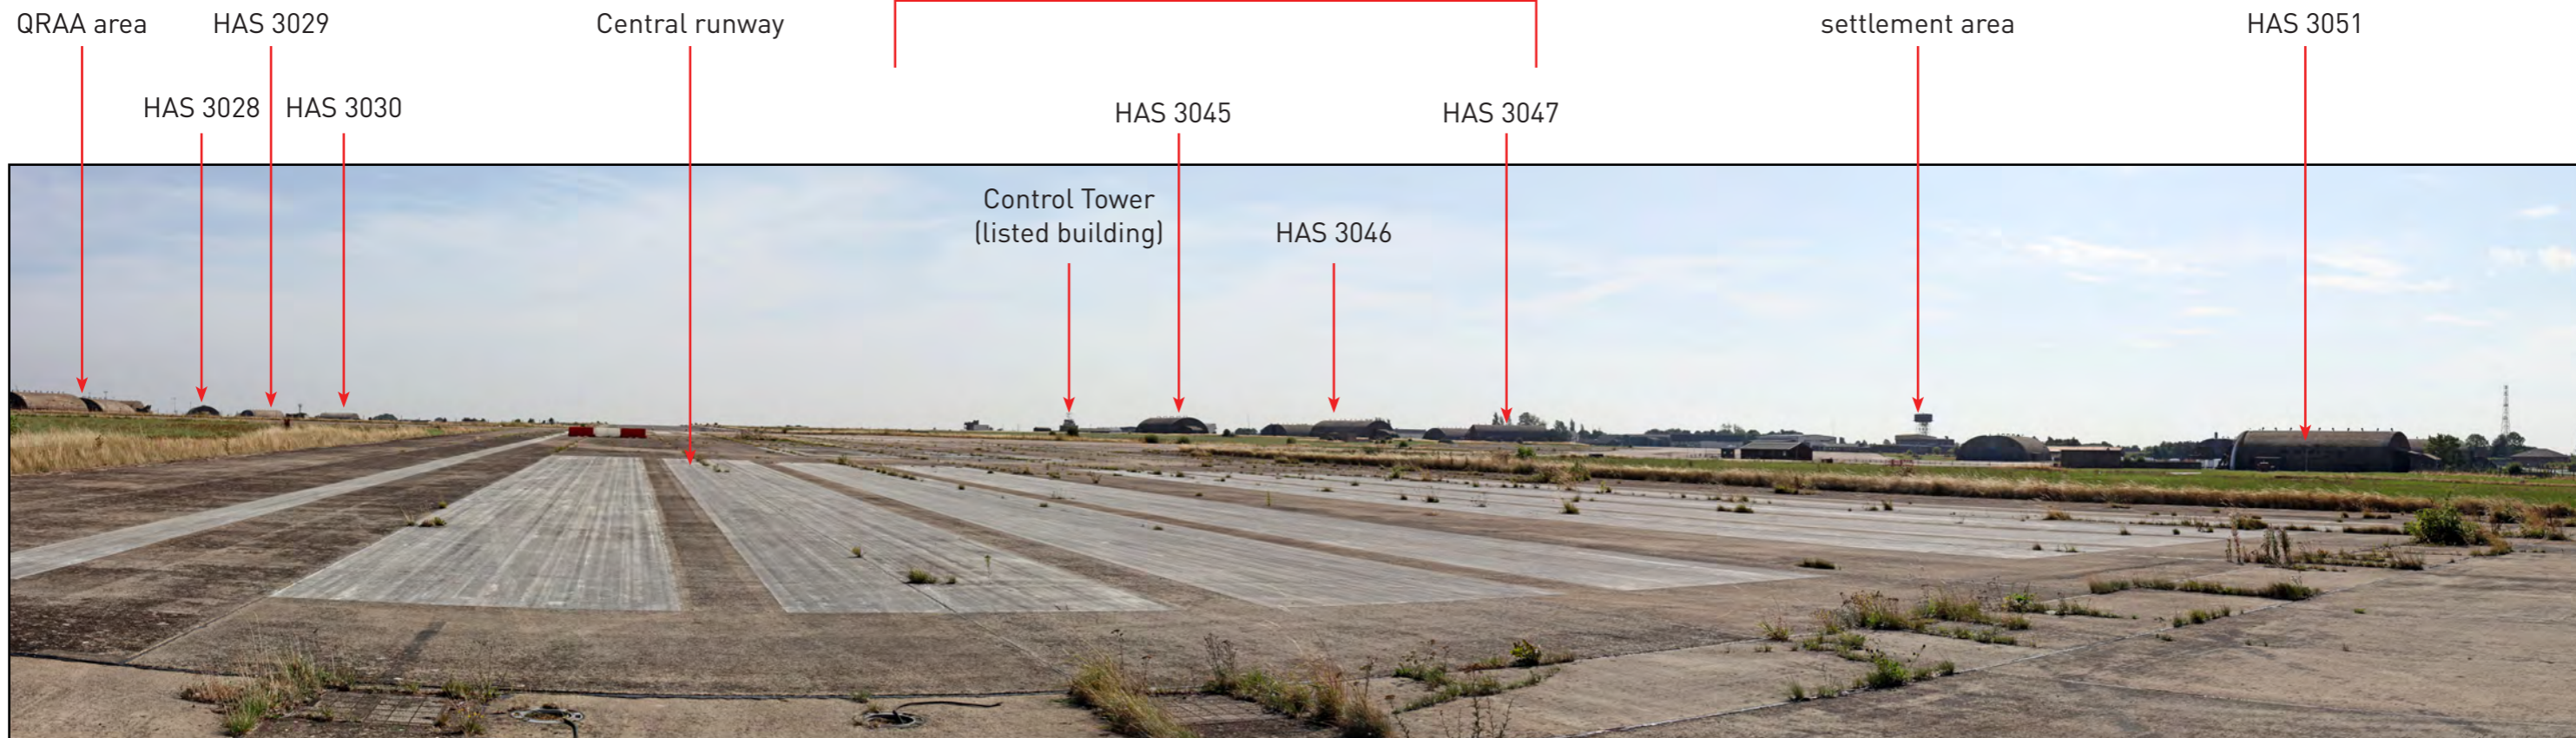 QRAA area
HAS 3029
Central runway
settlement area
HAS 3051
HAS 3028
HAS 3030
HAS 3045
HAS 3047
Control Tower
(listed building)
HAS 3046